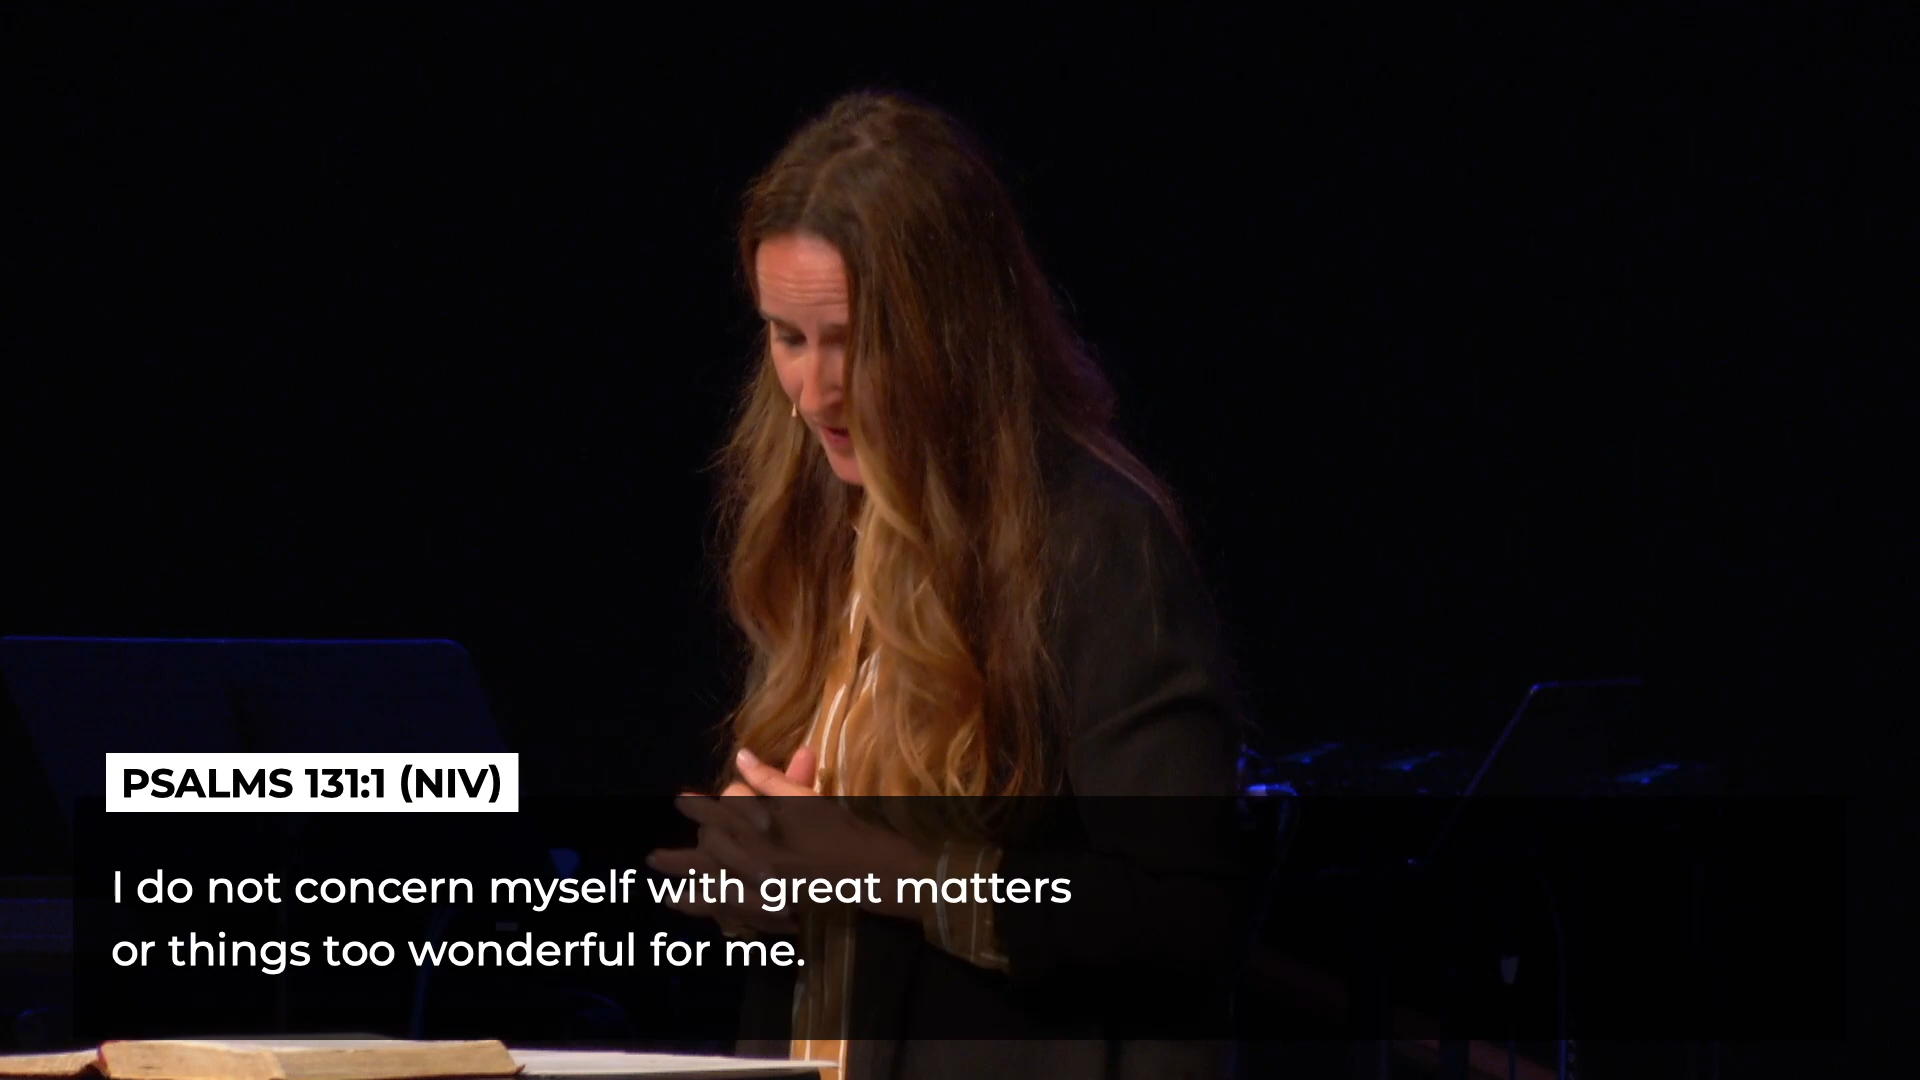 PSALMS 131:1 (NIV)
I do not concern myself with great matters
or things too wonderful for me.